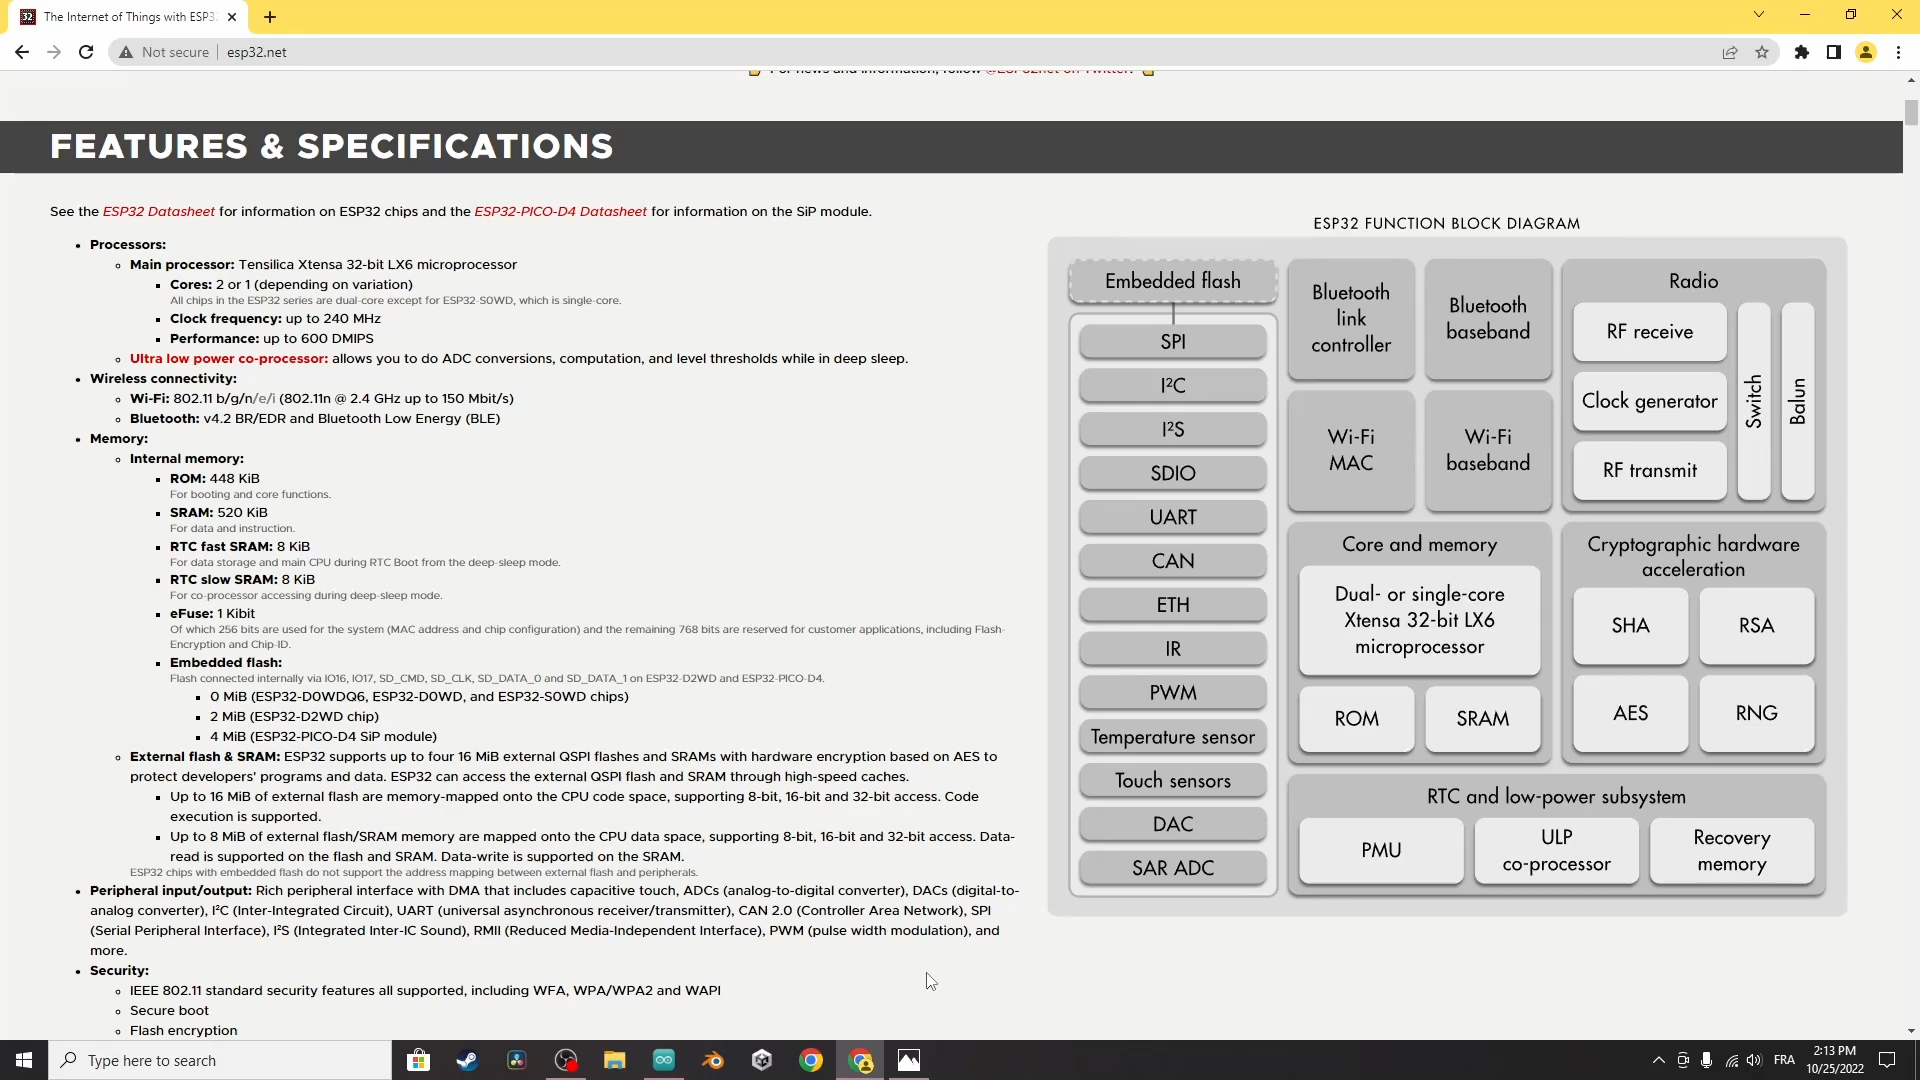 The Internet of Things with ESP32
Not secure
esp32.net
For news and information, follow @ESP32net on Twitter!
FEATURES & SPECIFICATIONS
See the ESP32 Datasheet for information on ESP32 chips and the ESP32-PICO-D4 Datasheet for information on the SiP module.
Processors:
Main processor: Tensilica Xtensa 32-bit LX6 microprocessor
Cores: 2 or 1 (depending on variation)
All chips in the ESP32 series are dual-core except for ESP32-S0WD, which is single-core.
Clock frequency: up to 240 MHz
Performance: up to 600 DMIPS
Ultra low power co-processor: allows you to do ADC conversions, computation, and level thresholds while in deep sleep.
Wireless connectivity:
Wi-Fi: 802.11 b/g/n/e/i (802.11n @ 2.4 GHz up to 150 Mbit/s)
Bluetooth: v4.2 BR/EDR and Bluetooth Low Energy (BLE)
Memory:
Internal memory:
ROM: 448 KiB
For booting and core functions.
SRAM: 520 KiB
For data and instruction.
RTC fast SRAM: 8 KiB
For data storage and main CPU during RTC Boot from the deep-sleep mode.
RTC slow SRAM: 8 KiB
For co-processor accessing during deep-sleep mode.
eFuse: 1 Kibit
Of which 256 bits are used for the system (MAC address and chip configuration) and the remaining 768 bits are reserved for customer applications, including Flash-
Encryption and Chip-ID.
Embedded flash:
Flash connected internally via IO16, IO17, SD_CMD, SD_CLK, SD_DATA_0 and SD_DATA_1 on ESP32-D2WD and ESP32-PICO-D4.
0 MiB (ESP32-D0WDQ6, ESP32-D0WD, and ESP32-S0WD chips)
2 MiB (ESP32-D2WD chip)
4 MiB (ESP32-PICO-D4 SiP module)
External flash & SRAM: ESP32 supports up to four 16 MiB external QSPI flashes and SRAMs with hardware encryption based on AES to
protect developers' programs and data. ESP32 can access the external QSPI flash and SRAM through high-speed caches.
Up to 16 MiB of external flash are memory-mapped onto the CPU code space, supporting 8-bit, 16-bit and 32-bit access. Code
execution is supported.
Up to 8 MiB of external flash/SRAM memory are mapped onto the CPU data space, supporting 8-bit, 16-bit and 32-bit access. Data-
read is supported on the flash and SRAM. Data-write is supported on the SRAM.
ESP32 chips with embedded flash do not support the address mapping between external flash and peripherals.
Peripheral input/output: Rich peripheral interface with DMA that includes capacitive touch, ADCs (analog-to-digital converter), DACs (digital-to-
analog converter), I²C (Inter-Integrated Circuit), UART (universal asynchronous receiver/transmitter), CAN 2.0 (Controller Area Network), SPI
(Serial Peripheral Interface), I²S (Integrated Inter-IC Sound), RMII (Reduced Media-Independent Interface), PWM (pulse width modulation), and
more.
Security:
IEEE 802.11 standard security features all supported, including WFA, WPA/WPA2 and WAPI
Secure boot
Flash encryption
ESP32 FUNCTION BLOCK DIAGRAM
Embedded flash
SPI
I²C
I²S
SDIO
UART
CAN
ETH
IR
PWM
Temperature sensor
Touch sensors
DAC
SAR ADC
Bluetooth
link
controller
Bluetooth
baseband
Wi-Fi
MAC
Wi-Fi
baseband
Radio
RF receive
Clock generator
RF transmit
Switch
Balun
Core and memory
Dual- or single-core
Xtensa 32-bit LX6
microprocessor
ROM
SRAM
Cryptographic hardware
acceleration
SHA
RSA
AES
RNG
RTC and low-power subsystem
PMU
ULP
co-processor
Recovery
memory
Type here to search
FRA
2:13 PM
10/25/2022